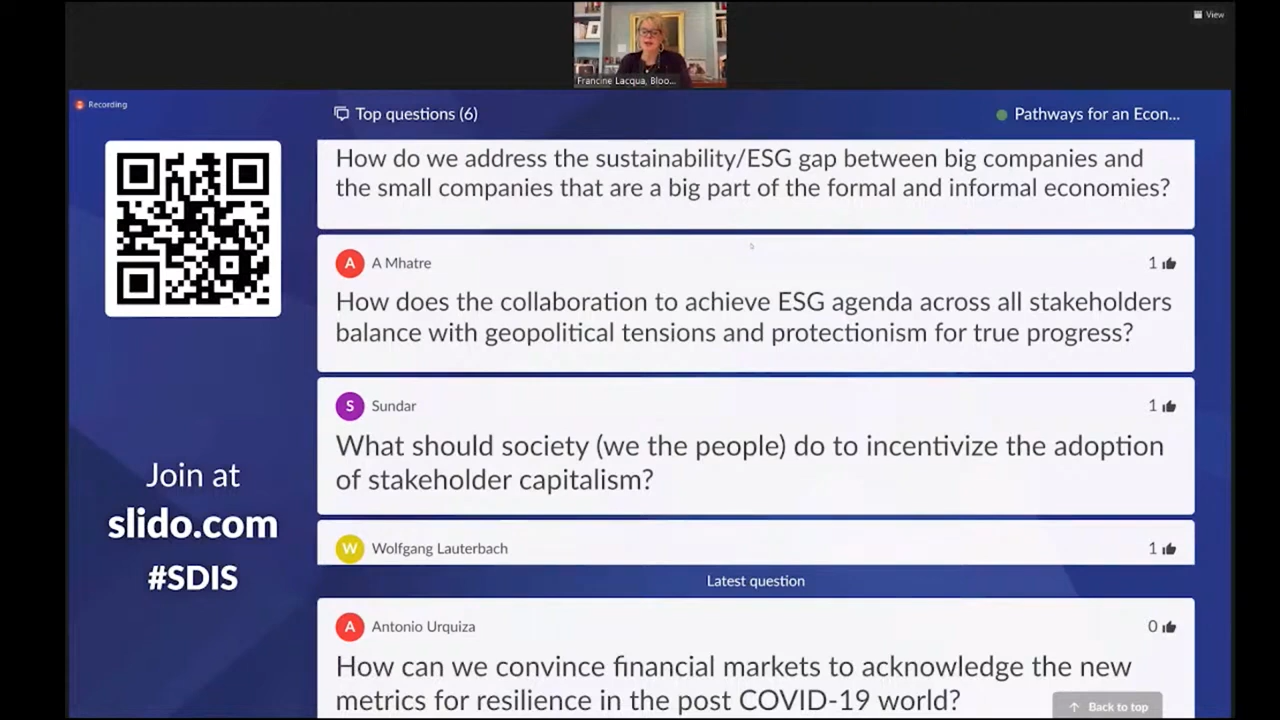 View
Francine Lacqua, Bloo...
Recording
Top questions (6)
Pathways for an Econ...
How do we address the sustainability/ESG gap between big companies and
the small companies that are a big part of the formal and informal economies?
A
A Mhatre
1
How does the collaboration to achieve ESG agenda across all stakeholders
balance with geopolitical tensions and protectionism for true progress?
S
Sundar
1
What should society (we the people) do to incentivize the adoption
of stakeholder capitalism?
W
Wolfgang Lauterbach
1
Join at
slido.com
#SDIS
Latest question
A
Antonio Urquiza
0
How can we convince financial markets to acknowledge the new
metrics for resilience in the post COVID-19 world?
Back to top